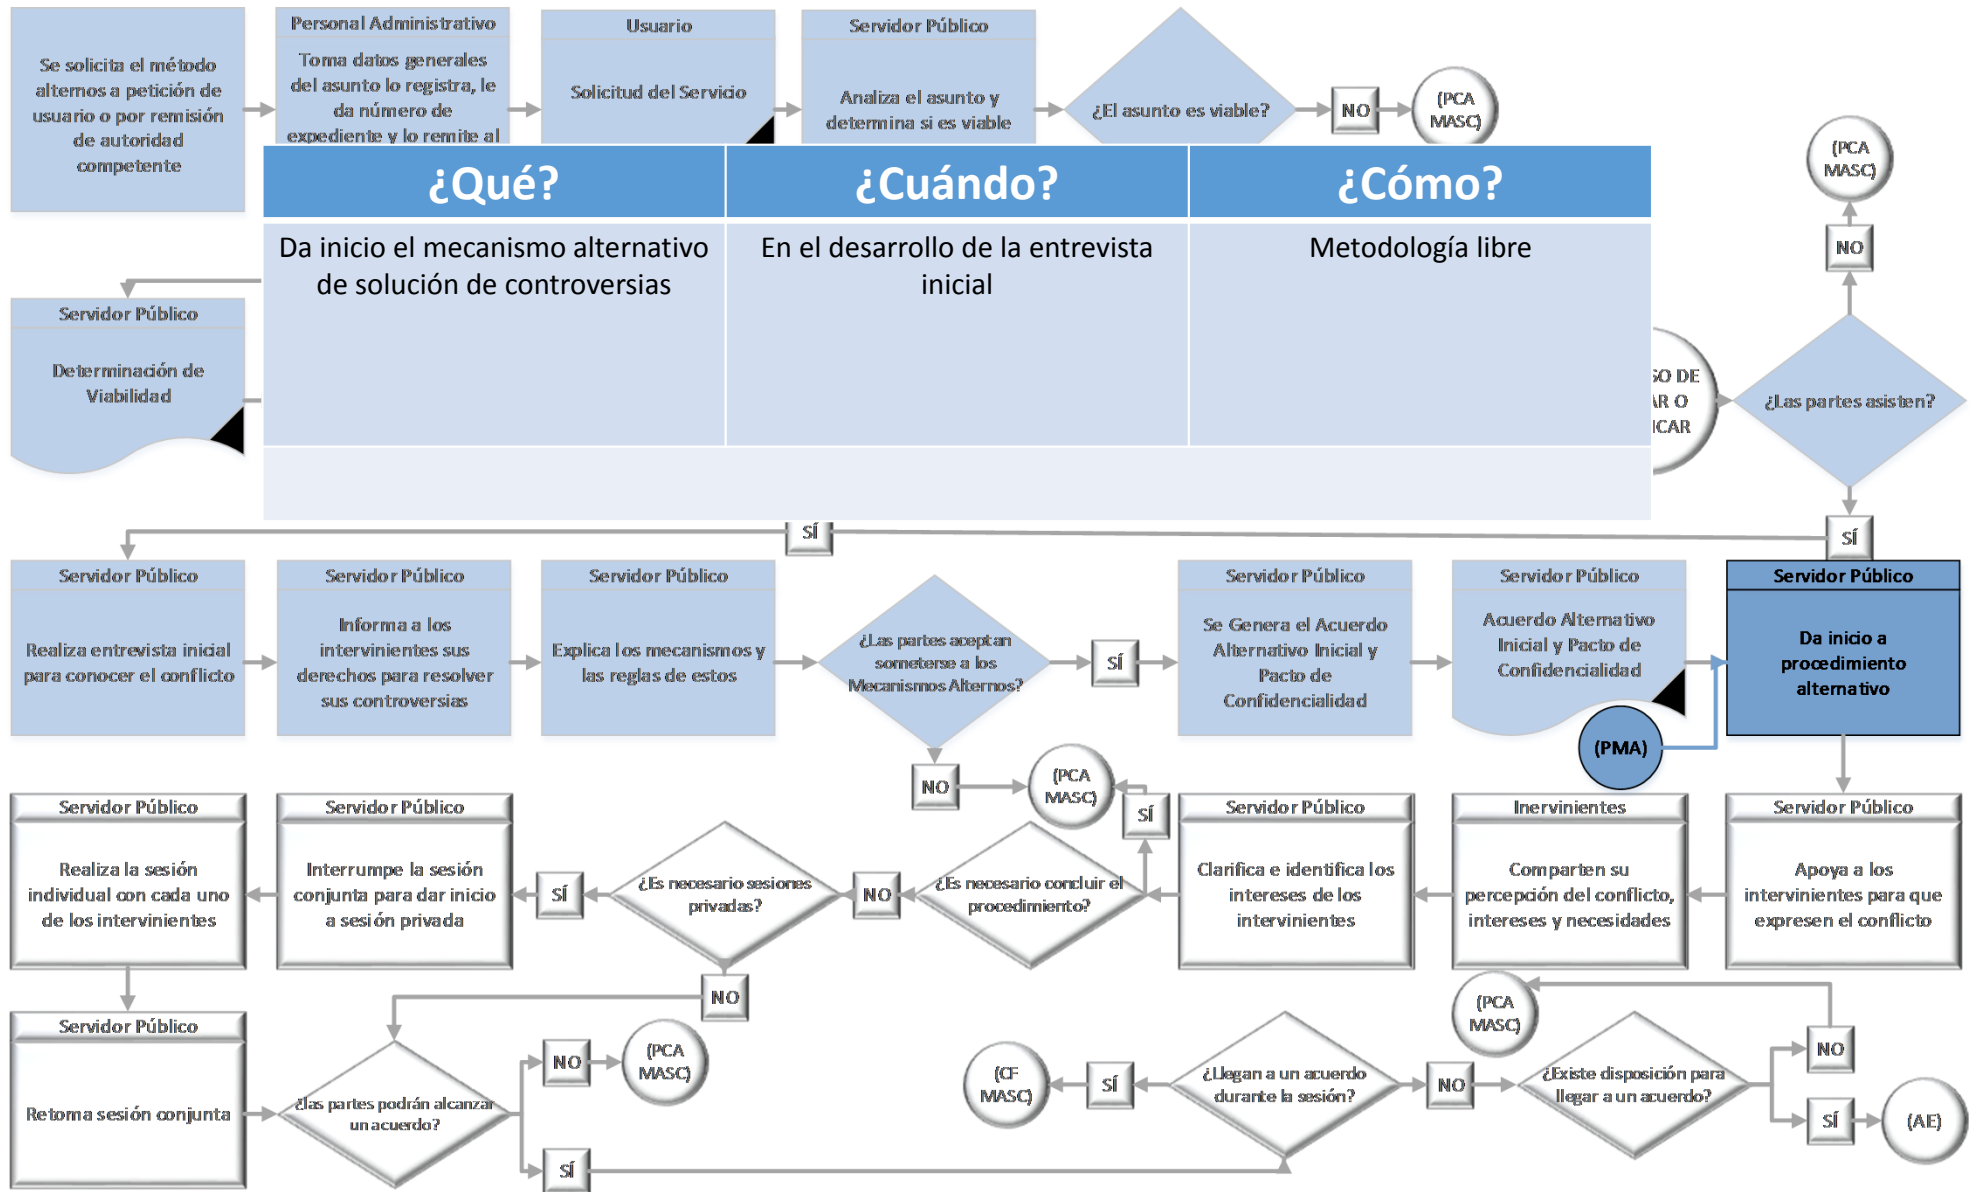 Se solicita el método
alternos a petición de
usuario o por remisión
de autoridad
competente
Personal Administrativo
Toma datos generales
del asunto lo registra, le
da número de
expediente y lo remite al
Usuario
Solicitud del Servicio
Servidor Público
Analiza el asunto y
determina si es viable
¿El asunto es viable?
NO
(PCA
MASC)
(PCA
MASC)
NO
¿Qué?
¿Cuándo?
¿Cómo?
Da inicio el mecanismo alternativo
de solución de controversias
En el desarrollo de la entrevista
inicial
Metodología libre
Servidor Público
Determinación de
Viabilidad
DE
O
¿Las partes asisten?
SÍ
SÍ
Servidor Público
Realiza entrevista inicial
para conocer el conflicto
Servidor Público
Informa a los
intervinientes sus
derechos para resolver
sus controversias
Servidor Público
Explica los mecanismos y
las reglas de estos
¿Las partes aceptan
someterse a los
Mecanismos Alternos?
SÍ
Servidor Público
Se Genera el Acuerdo
Alternativo Inicial y
Pacto de
Confidencialidad
Servidor Público
Acuerdo Alternativo
Inicial y Pacto de
Confidencialidad
(PMA)
Servidor Público
Da inicio a
procedimiento
alternativo
NO
(PCA
MASC)
SÍ
Servidor Público
Realiza la sesión
individual con cada uno
de los intervinientes
Servidor Público
Interrumpe la sesión
conjunta para dar inicio
a sesión privada
SÍ
¿Es necesario sesiones
privadas?
NO
¿Es necesario concluir el
procedimiento?
Servidor Público
Clarifica e identifica los
intereses de los
intervinientes
Inervinientes
Comparten su
percepción del conflicto,
intereses y necesidades
Servidor Público
Apoya a los
intervinientes para que
expresen el conflicto
NO
Servidor Público
Retoma sesión conjunta
¿las partes podrán alcanzar
un acuerdo?
NO
(PCA
MASC)
SÍ
(CF
MASC)
SÍ
¿Llegan a un acuerdo
durante la sesión?
NO
¿Existe disposición para
llegar a un acuerdo?
(PCA
MASC)
NO
SÍ
(AE)